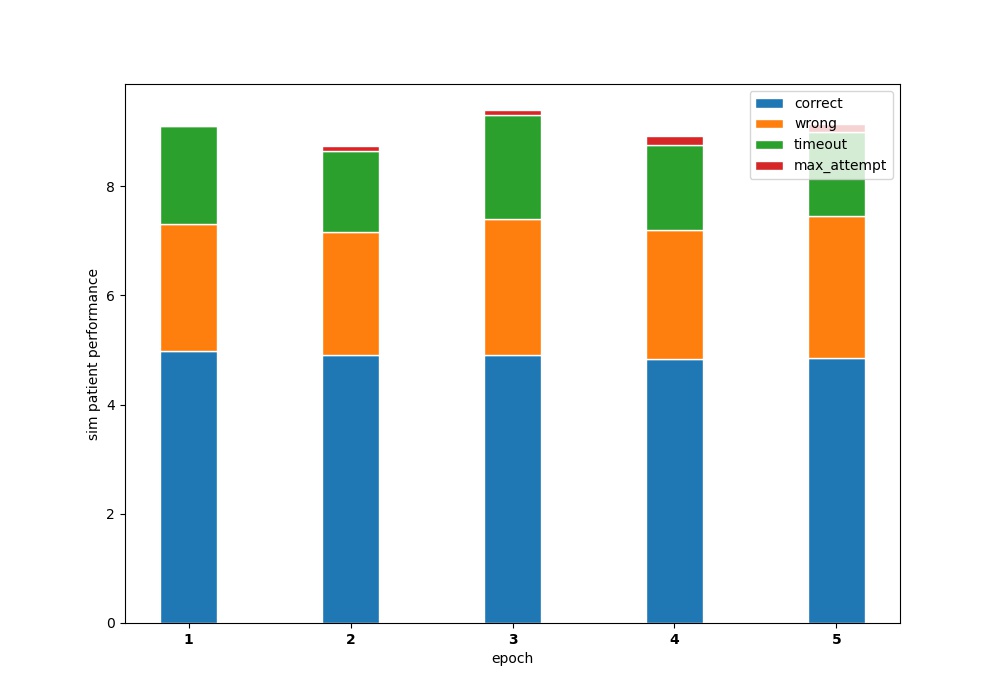 correct
wrong
timeout
max_attempt
sim patient performance
8
6
4
2
0
1 2 3 4 5
epoch